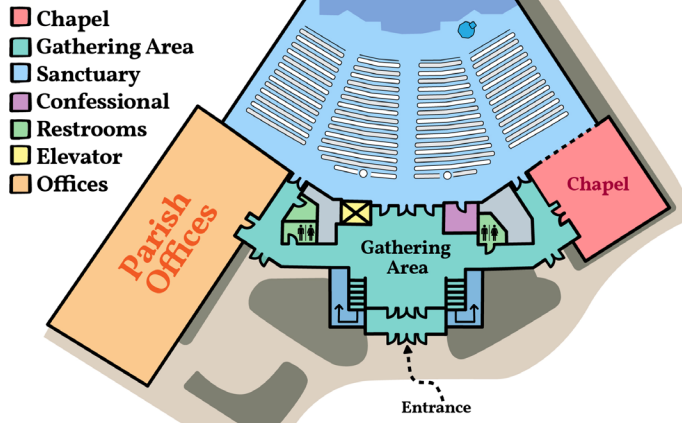 Chapel
Gathering Area
Sanctuary
Confessional
Restrooms
Elevator
Offices
Parish
Offices
Chapel
Gathering
Area
Entrance